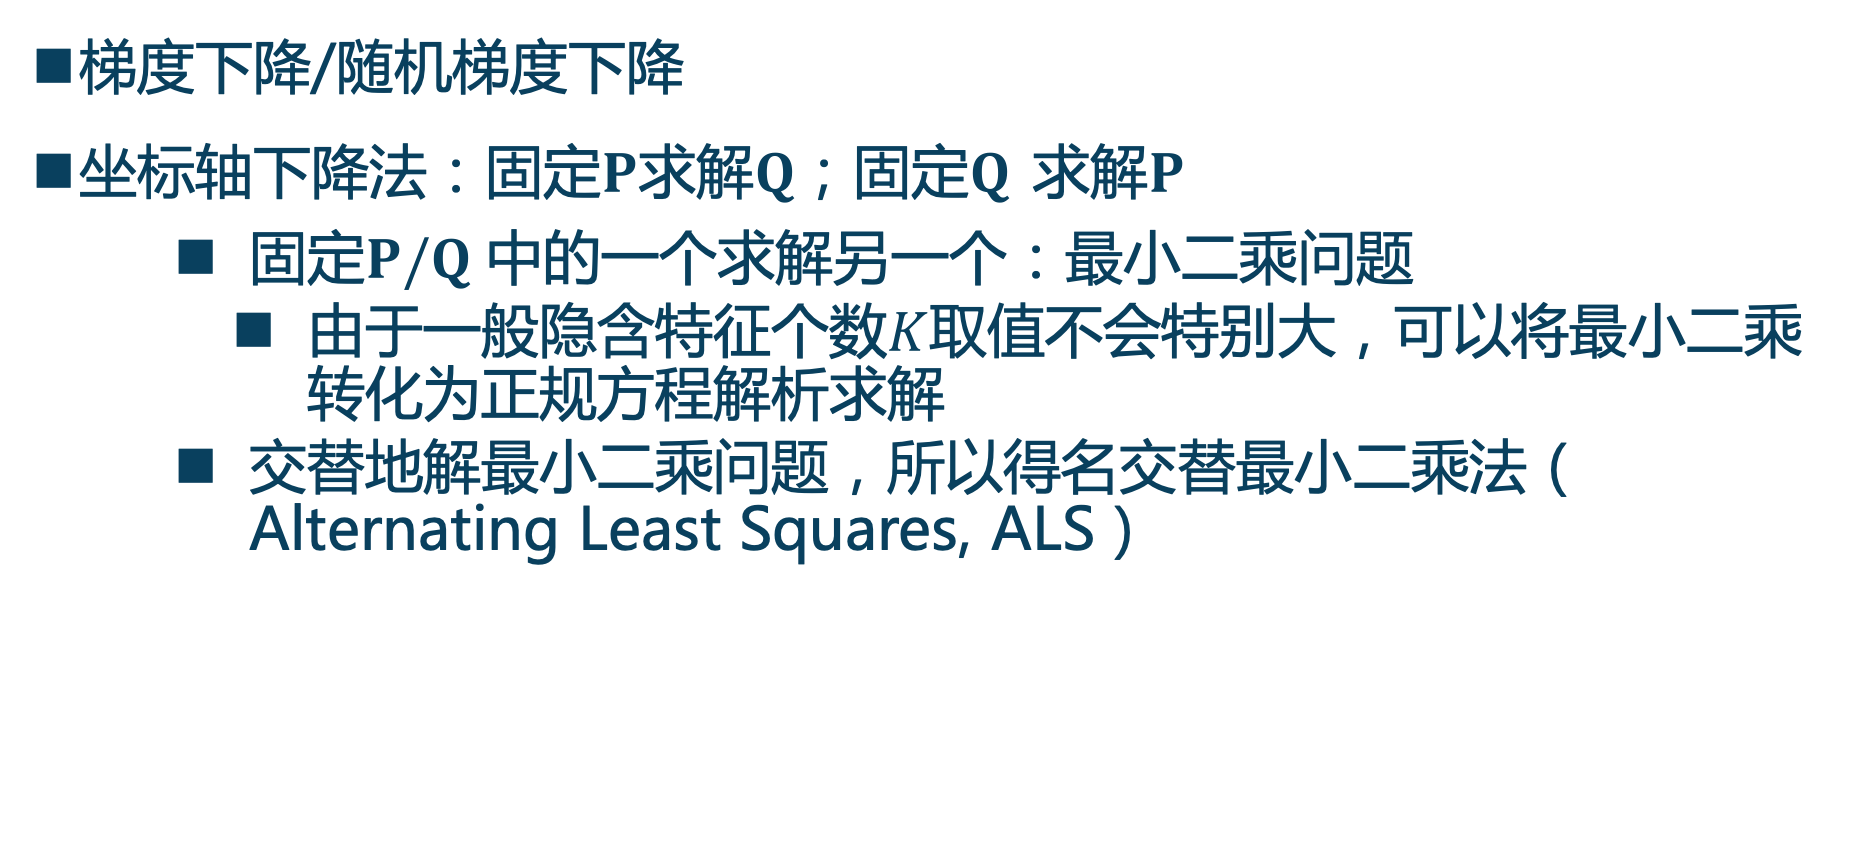 ■梯度下降/随机梯度下降
■坐标轴下降法：固定P求解Q；固定Q 求解P
■ 固定P/Q 中的一个求解另一个：最小二乘问题
■ 由于一般隐含特征个数K取值不会特别大，可以将最小二乘
转化为正规方程解析求解
■ 交替地解最小二乘问题，所以得名交替最小二乘法（
Alternating Least Squares, ALS）